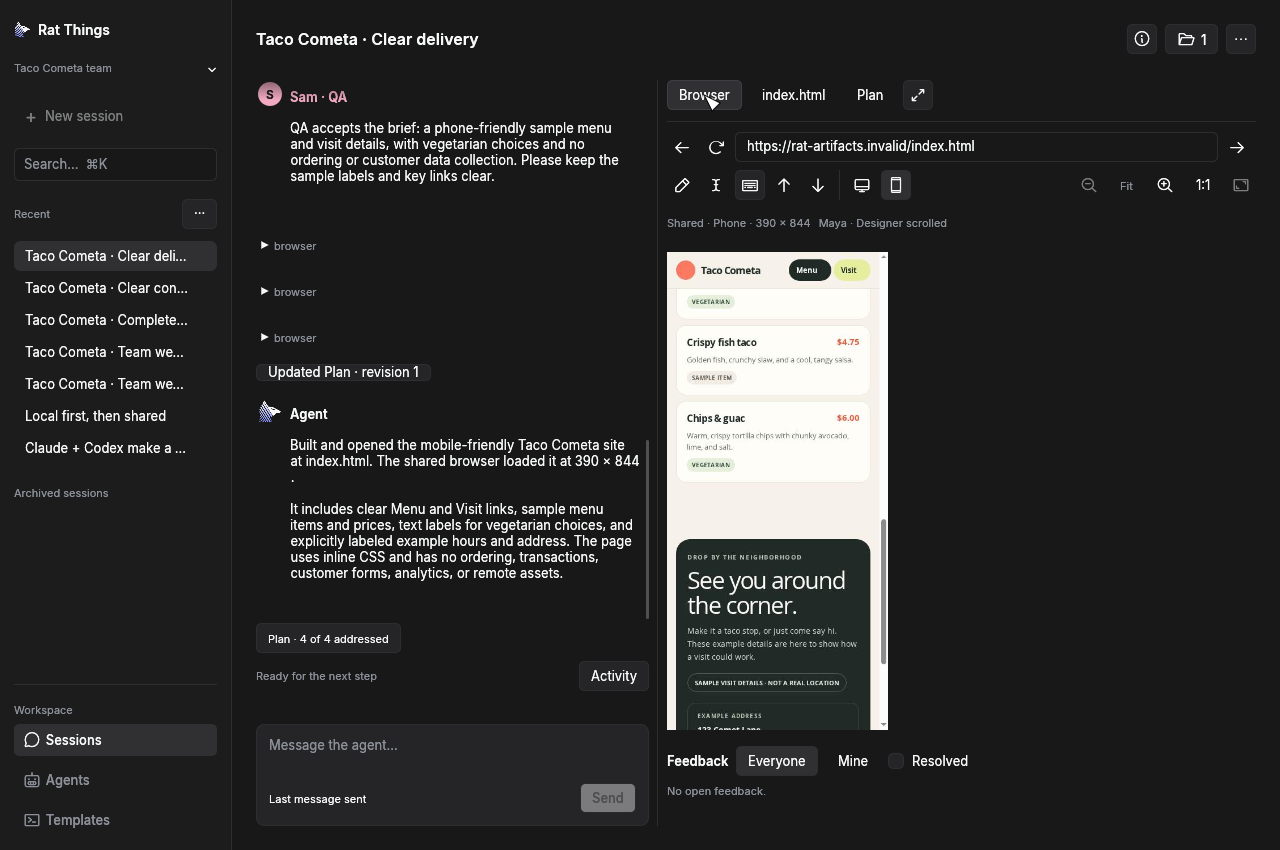 Rat Things
Taco Cometa team
+ New session
Search... ⌘K
Recent
...
Taco Cometa · Clear deli...
Taco Cometa · Clear con...
Taco Cometa · Complete...
Taco Cometa · Team we...
Taco Cometa · Team we...
Local first, then shared
Claude + Codex make a ...
Archived sessions
Workspace
Sessions
Agents
Templates
Taco Cometa · Clear delivery
1
...
S
Sam · QA
QA accepts the brief: a phone-friendly sample menu
and visit details, with vegetarian choices and no
ordering or customer data collection. Please keep the
sample labels and key links clear.
browser
browser
browser
Updated Plan · revision 1
Agent
Built and opened the mobile-friendly Taco Cometa site
at index.html. The shared browser loaded it at 390 × 844
.
It includes clear Menu and Visit links, sample menu
items and prices, text labels for vegetarian choices, and
explicitly labeled example hours and address. The page
uses inline CSS and has no ordering, transactions,
customer forms, analytics, or remote assets.
Plan · 4 of 4 addressed
Ready for the next step
Activity
Message the agent...
Last message sent
Send
Browser
index.html
Plan
https://rat-artifacts.invalid/index.html
Fit
1:1
Shared · Phone · 390 × 844 Maya · Designer scrolled
Taco Cometa
Menu
Visit
VEGETARIAN
Crispy fish taco
$4.75
Golden fish, crunchy slaw, and a cool, tangy salsa.
SAMPLE ITEM
Chips & guac
$6.00
Warm, crispy tortilla chips with chunky avocado,
lime, and salt.
VEGETARIAN
DROP BY THE NEIGHBORHOOD
See you around
the corner.
Make it a taco stop, or just come say hi.
These example details are here to show how
a visit could work.
SAMPLE VISIT DETAILS · NOT A REAL LOCATION
EXAMPLE ADDRESS
123 Comet Lane
Feedback
Everyone
Mine
Resolved
No open feedback.